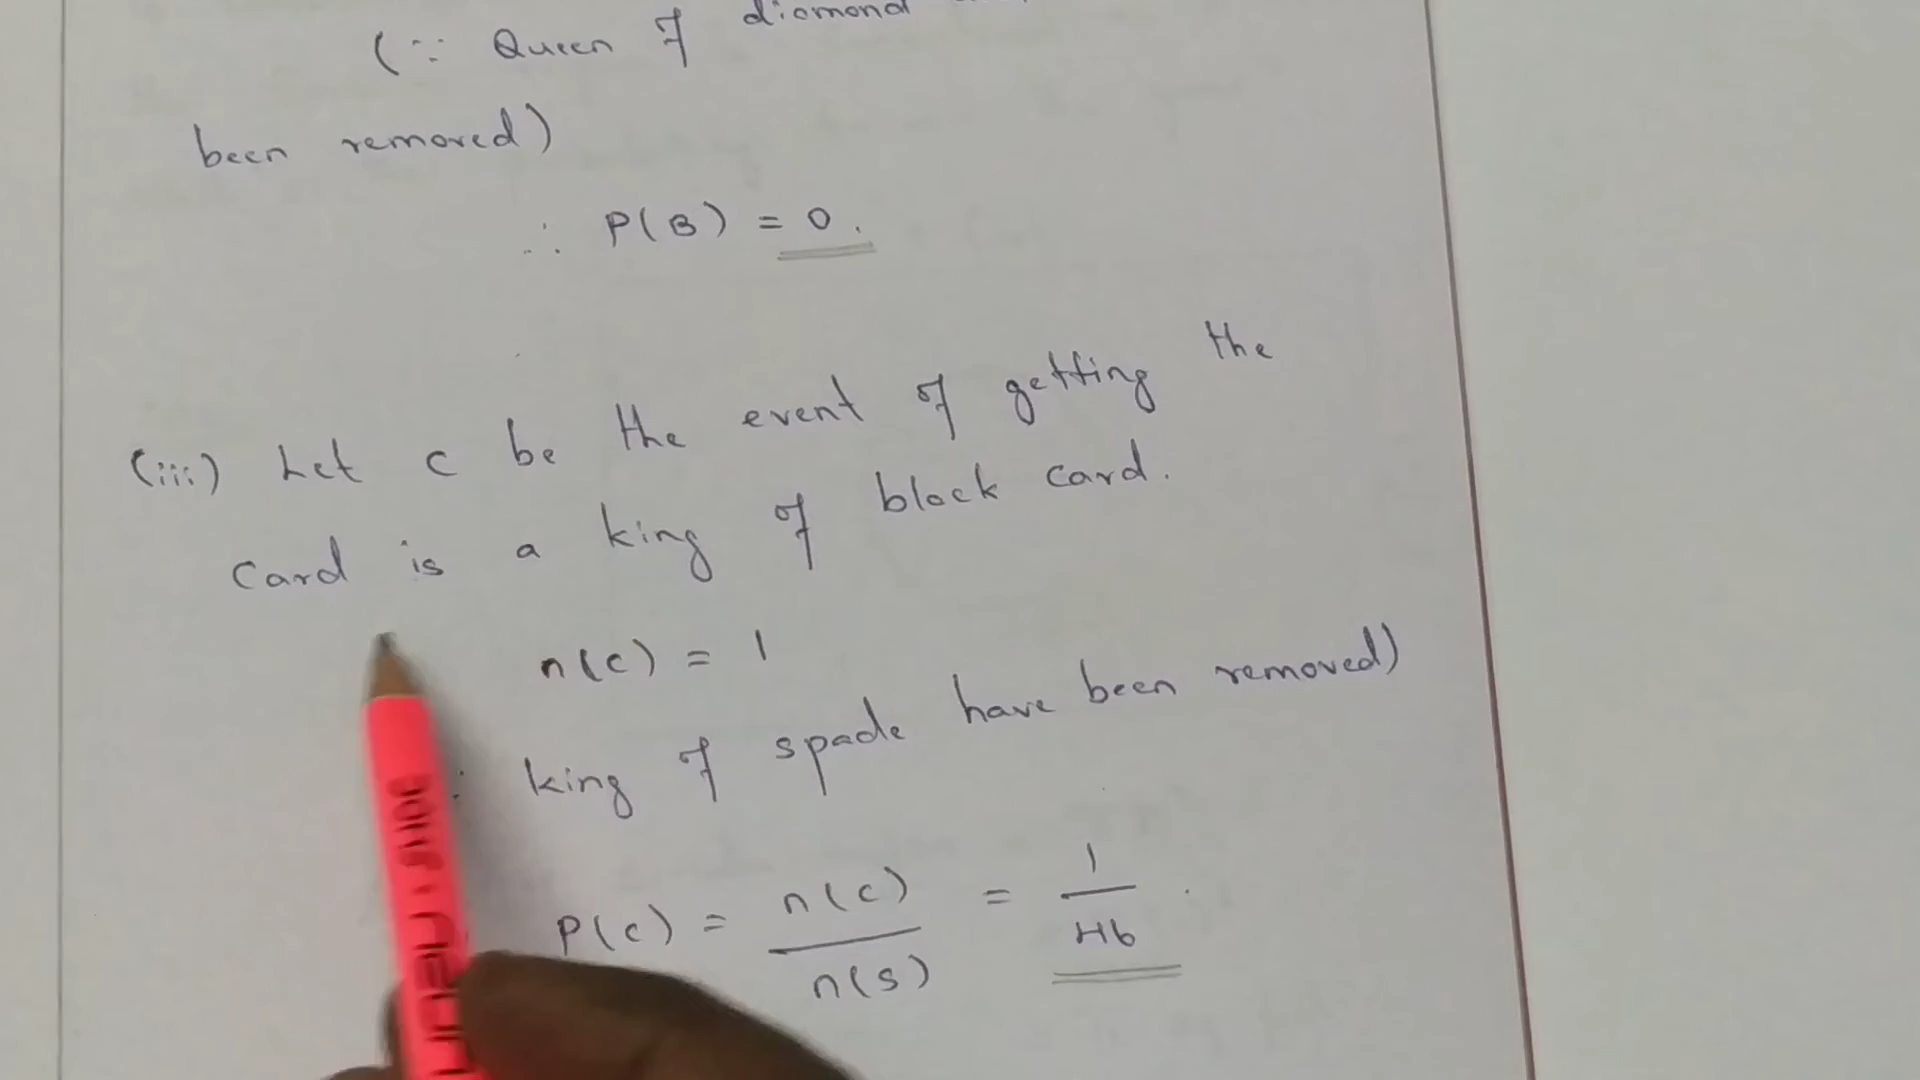 (∵ Queen of diamond
been removed)
∴ P(B) = 0.
(iii) Let C be the event of getting the
Card is a king of black card.
n(C) = 1
king of spade have been removed)
P(C) = n(C)/n(S) = 1/46.